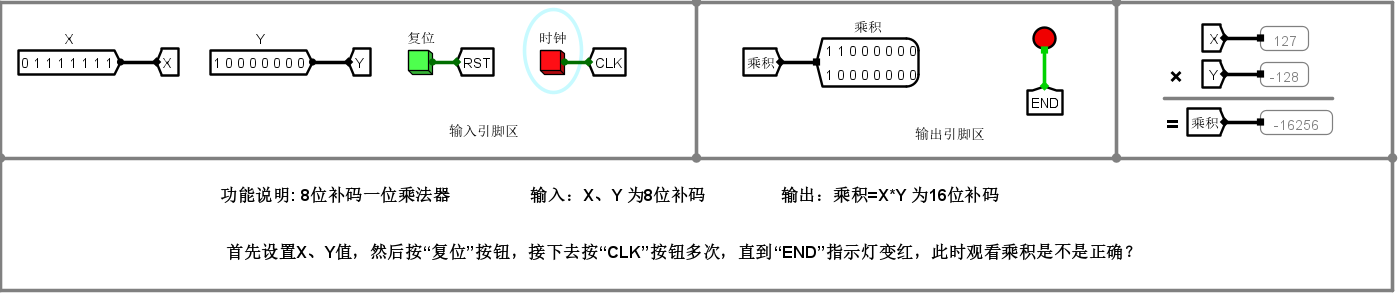 X
0 1 1 1 1 1 1 1
X
Y
1 0 0 0 0 0 0 0
Y
复位
RST
时钟
CLK
输入引脚区
乘积
乘积
1 1 0 0 0 0 0 0
1 0 0 0 0 0 0 0
END
输出引脚区
X 127
× Y -128
= 乘积 -16256
功能说明: 8位补码一位乘法器 输入：X、Y 为8位补码 输出：乘积=X*Y 为16位补码
首先设置X、Y值，然后按“复位”按钮，接下去按“CLK”按钮多次，直到“END”指示灯变红，此时观看乘积是不是正确？